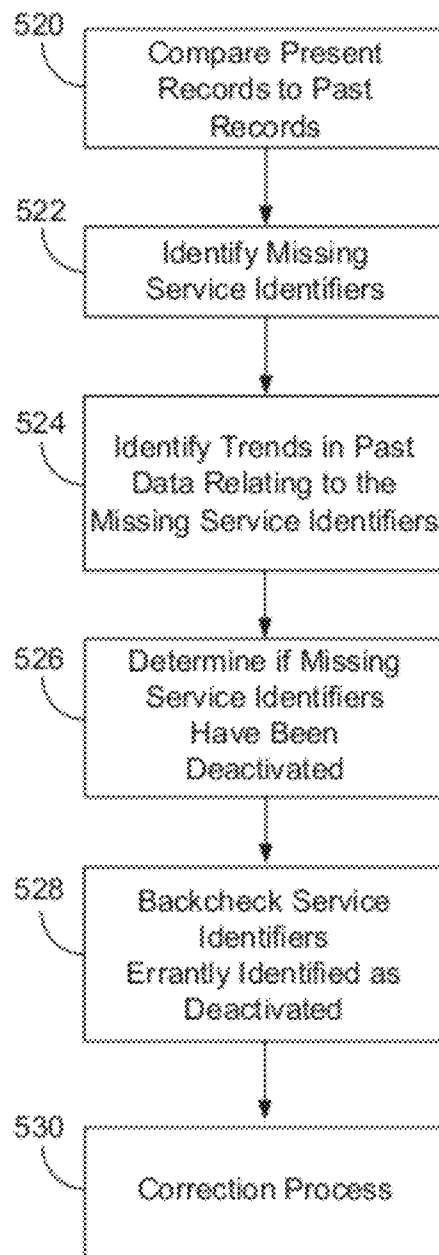 520
Compare Present
Records to Past
Records
522
Identify Missing
Service Identifiers
524
Identify Trends in Past
Data Relating to the
Missing Service Identifiers
526
Determine if Missing
Service Identifiers
Have Been
Deactivated
528
Backcheck Service
Identifiers
Errantly Identified as
Deactivated
530
Correction Process